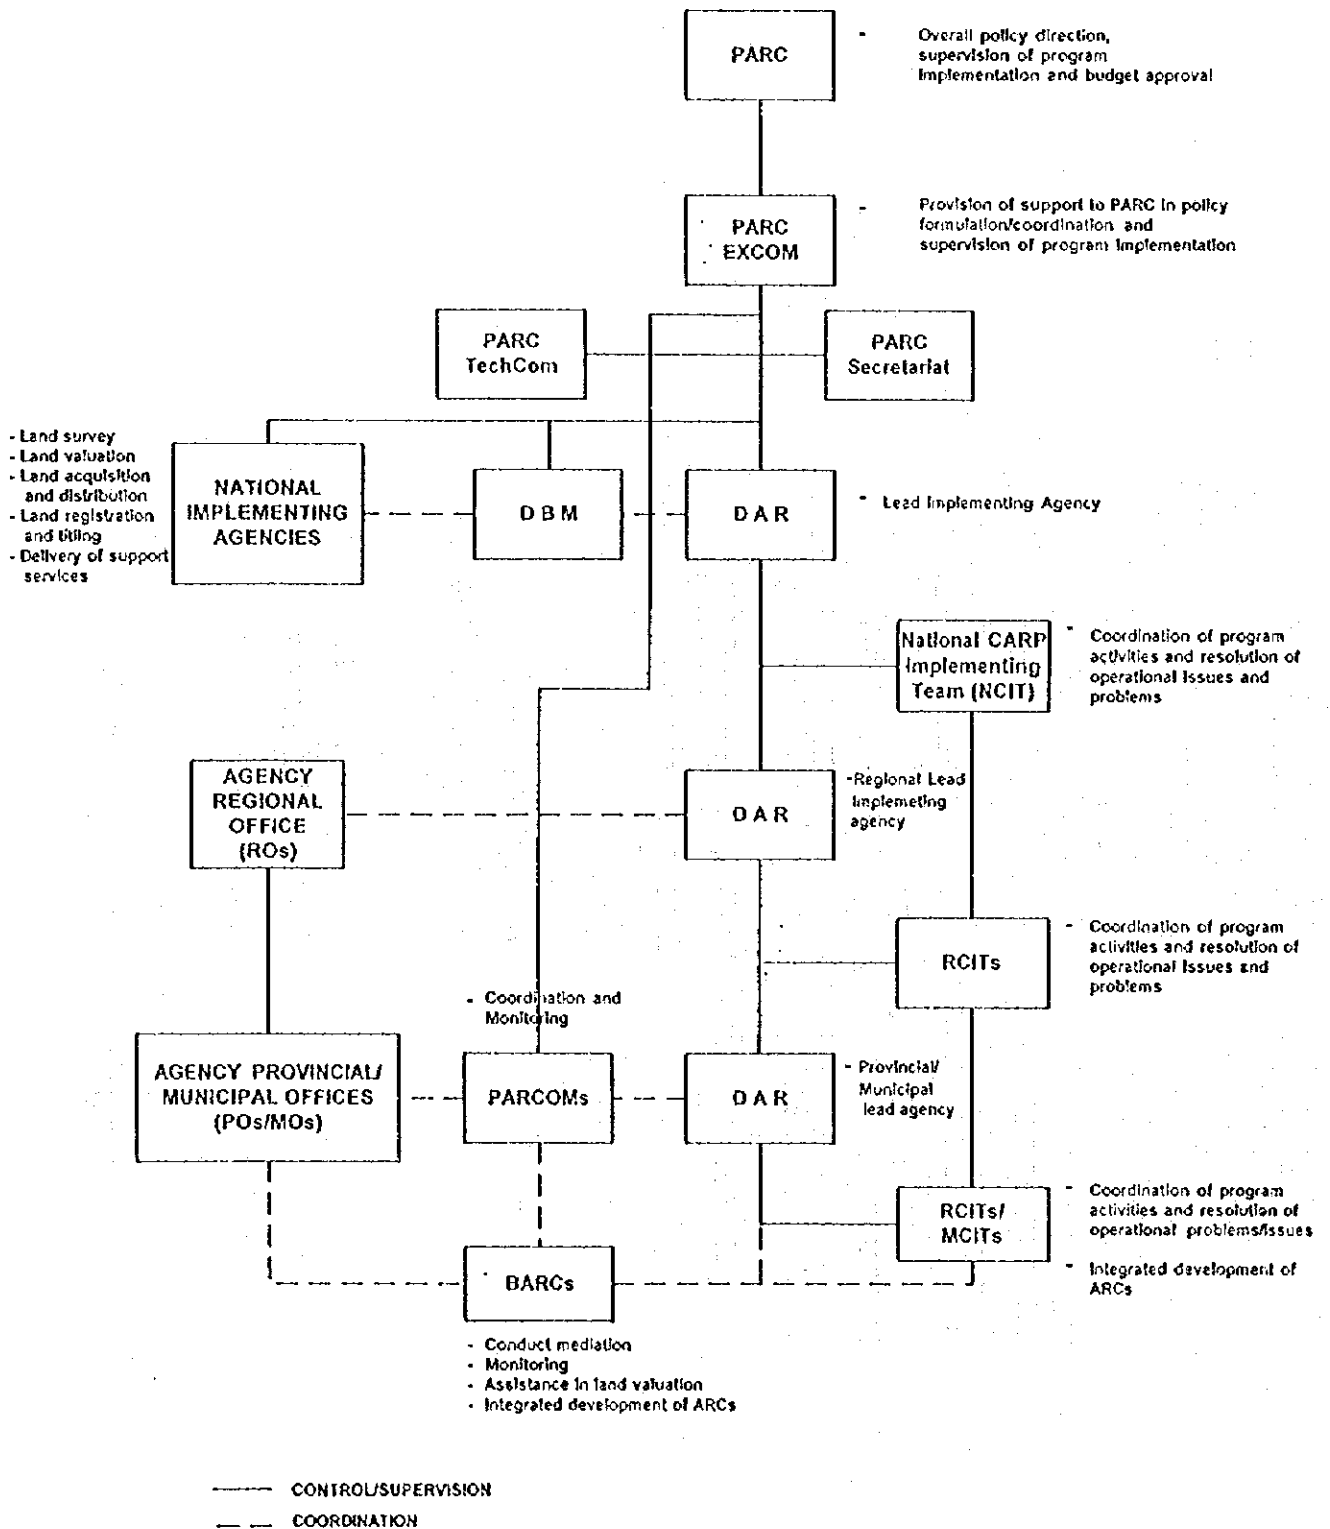 PARC
- Overall policy direction,
supervision of program
Implementation and budget approval
PARC
EXCOM
- Provision of support to PARC in policy
formulation/coordination and
supervision of program implementation
PARC
TechCom
PARC
Secretariat
- Land survey
- Land valuation
- Land acquisition
and distribution
- Land registration
and titling
- Delivery of support
services
NATIONAL
IMPLEMENTING
AGENCIES
DBM
DAR
- Lead Implementing Agency
National CARP
Implementing
Team (NCIT)
- Coordination of program
activities and resolution of
operational issues and
problems
AGENCY
REGIONAL
OFFICE
(ROs)
DAR
- Regional Lead
Implemeting
agency
RCITs
- Coordination of program
activities and resolution of
operational issues and
problems
- Coordination and
Monitoring
AGENCY PROVINCIAL/
MUNICIPAL OFFICES
(POs/MOs)
PARCOMs
DAR
- Provincial/
Municipal
lead agency
RCITs/
MCITs
- Coordination of program
activities and resolution of
operational problems/issues
- Integrated development of
ARCs
BARCs
- Conduct mediation
- Monitoring
- Assistance in land valuation
- Integrated development of ARCs
CONTROL/SUPERVISION
COORDINATION